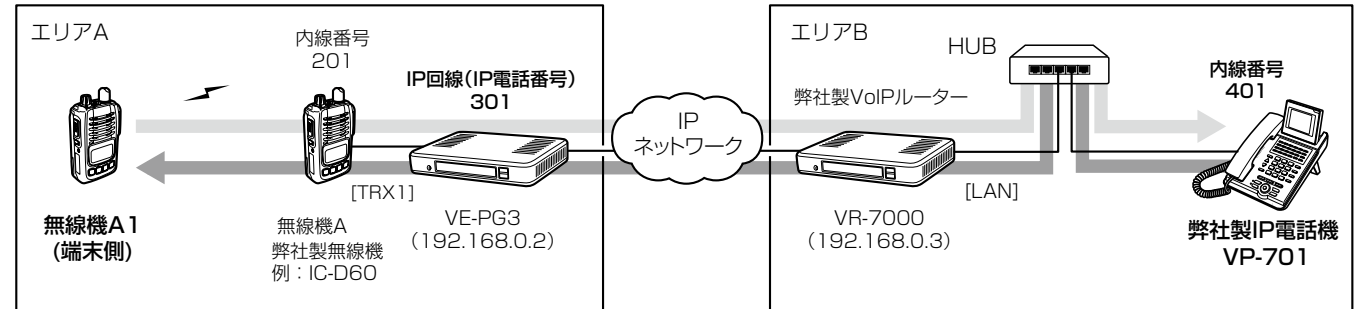 エリアA
内線番号
201
IP回線(IP電話番号)
301
無線機A1
(端末側)
[TRX1]
無線機A
弊社製無線機
例：IC-D60
VE-PG3
(192.168.0.2)
IP
ネットワーク
エリアB
HUB
弊社製VoIPルーター
内線番号
401
[LAN]
VR-7000
(192.168.0.3)
弊社製IP電話機
VP-701